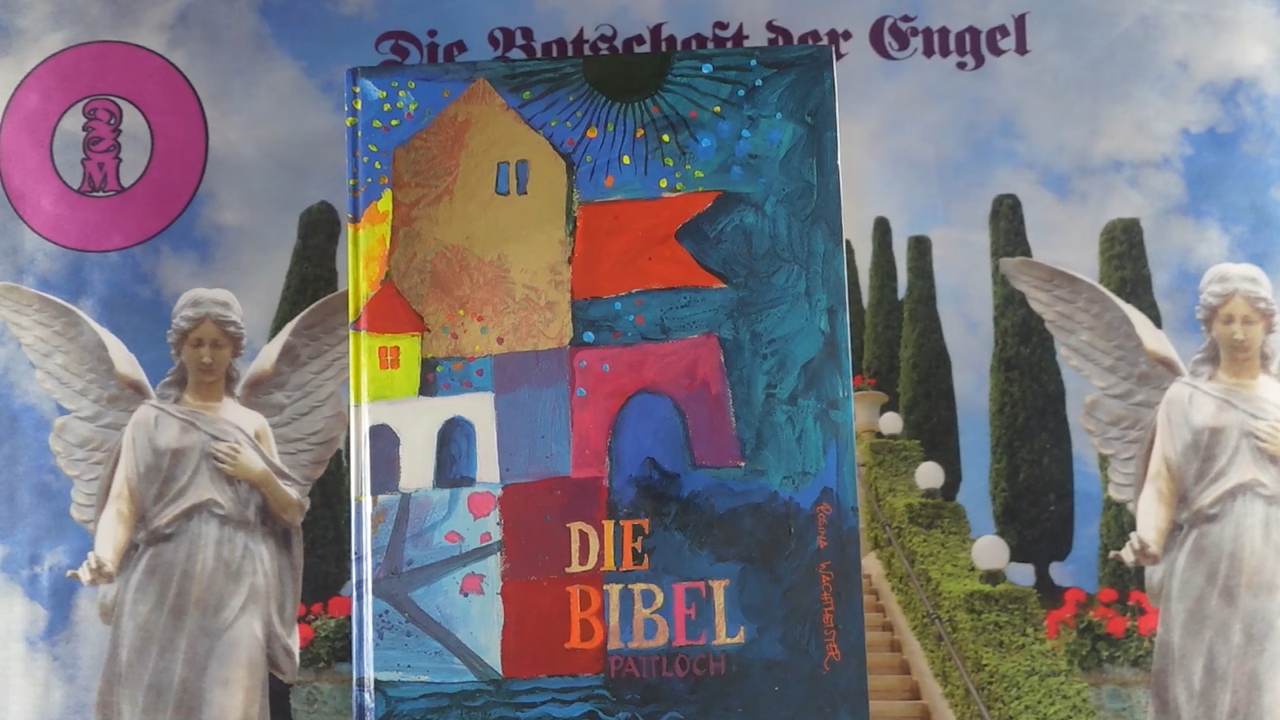 Die Botschaft der Engel
DIE
BIBEL
PATTLOCH
ROSINA WACHTMEISTER